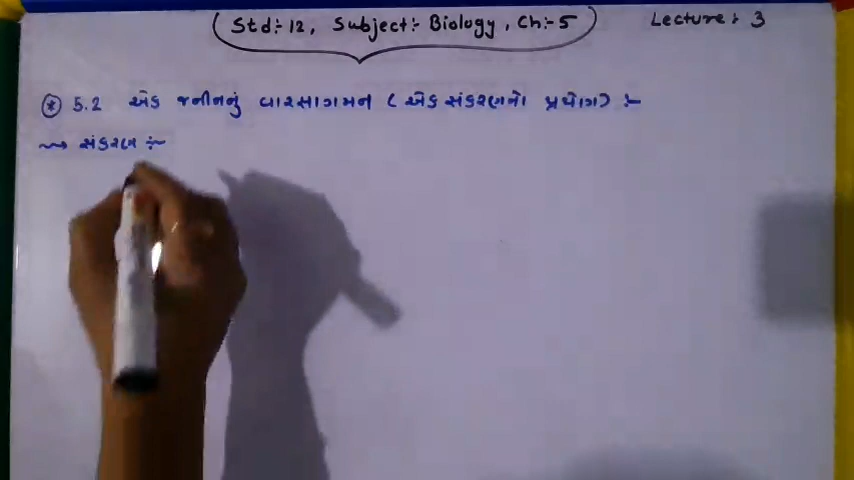 Std:- 12, Subject:- Biology, Ch:-5
Lecture: 3
* 5.2 એક જનીનનું વારસાગમન ( એક સંકરણનો પ્રયોગ) :-
~~> સંકરણ :~